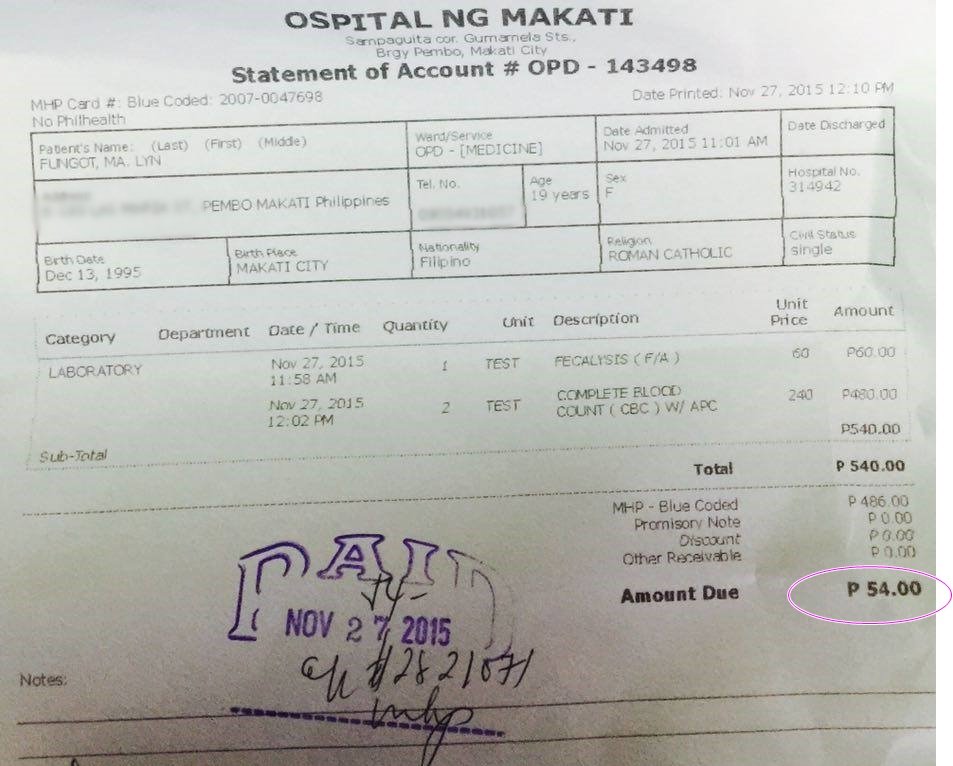 OSPITAL NG MAKATI
Sampaguita cor. Gumamela Sts.,
Brgy Pembo, Makati City
Statement of Account # OPD - 143498
MHP Card #: Blue Coded: 2007-0047698
Date Printed: Nov 27, 2015 12:10 PM
No Philhealth
Patient's Name: (Last) (First) (Middle)
FUNGOT, MA. LYN
Ward/Service
OPD - [MEDICINE]
Date Admitted
Nov 27, 2015 11:01 AM
Date Discharged
PEMBO MAKATI Philippines
Tel. No.
Age
19 years
Sex
F
Hospital No.
314942
Birth Date
Dec 13, 1995
Birth Place
MAKATI CITY
Nationality
Filipino
Religion
ROMAN CATHOLIC
Civil Status
single
Category Department Date / Time Quantity Unit Description Unit Price Amount
LABORATORY Nov 27, 2015 11:58 AM 1 TEST FECALYSIS ( F/A ) 60 P60.00
Nov 27, 2015 12:02 PM 2 TEST COMPLETE BLOOD COUNT ( CBC ) W/ APC 240 P480.00
Sub-Total P540.00
Total P 540.00
MHP - Blue Coded P 486.00
Promisory Note P 0.00
Discount P 0.00
Other Receivable P 0.00
Amount Due P 54.00
PAID
54-
NOV 27 2015
#2821071
mhp
Notes: